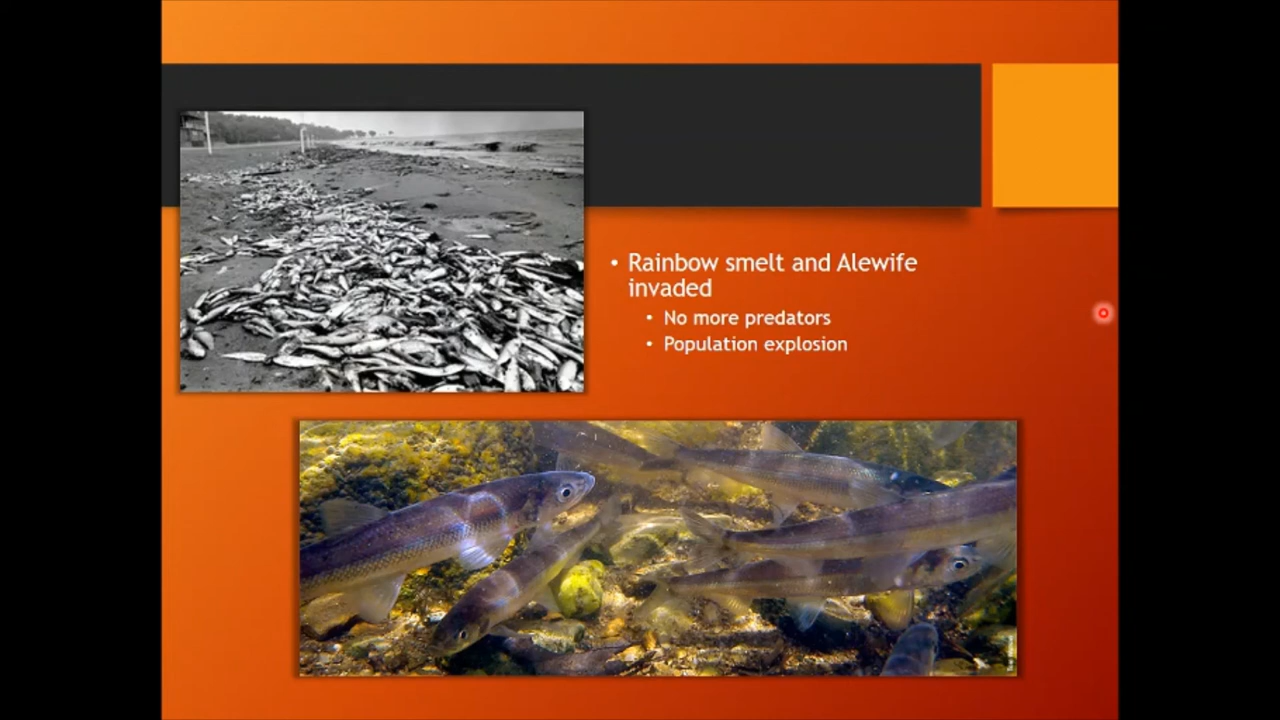 • Rainbow smelt and Alewife
invaded
• No more predators
• Population explosion